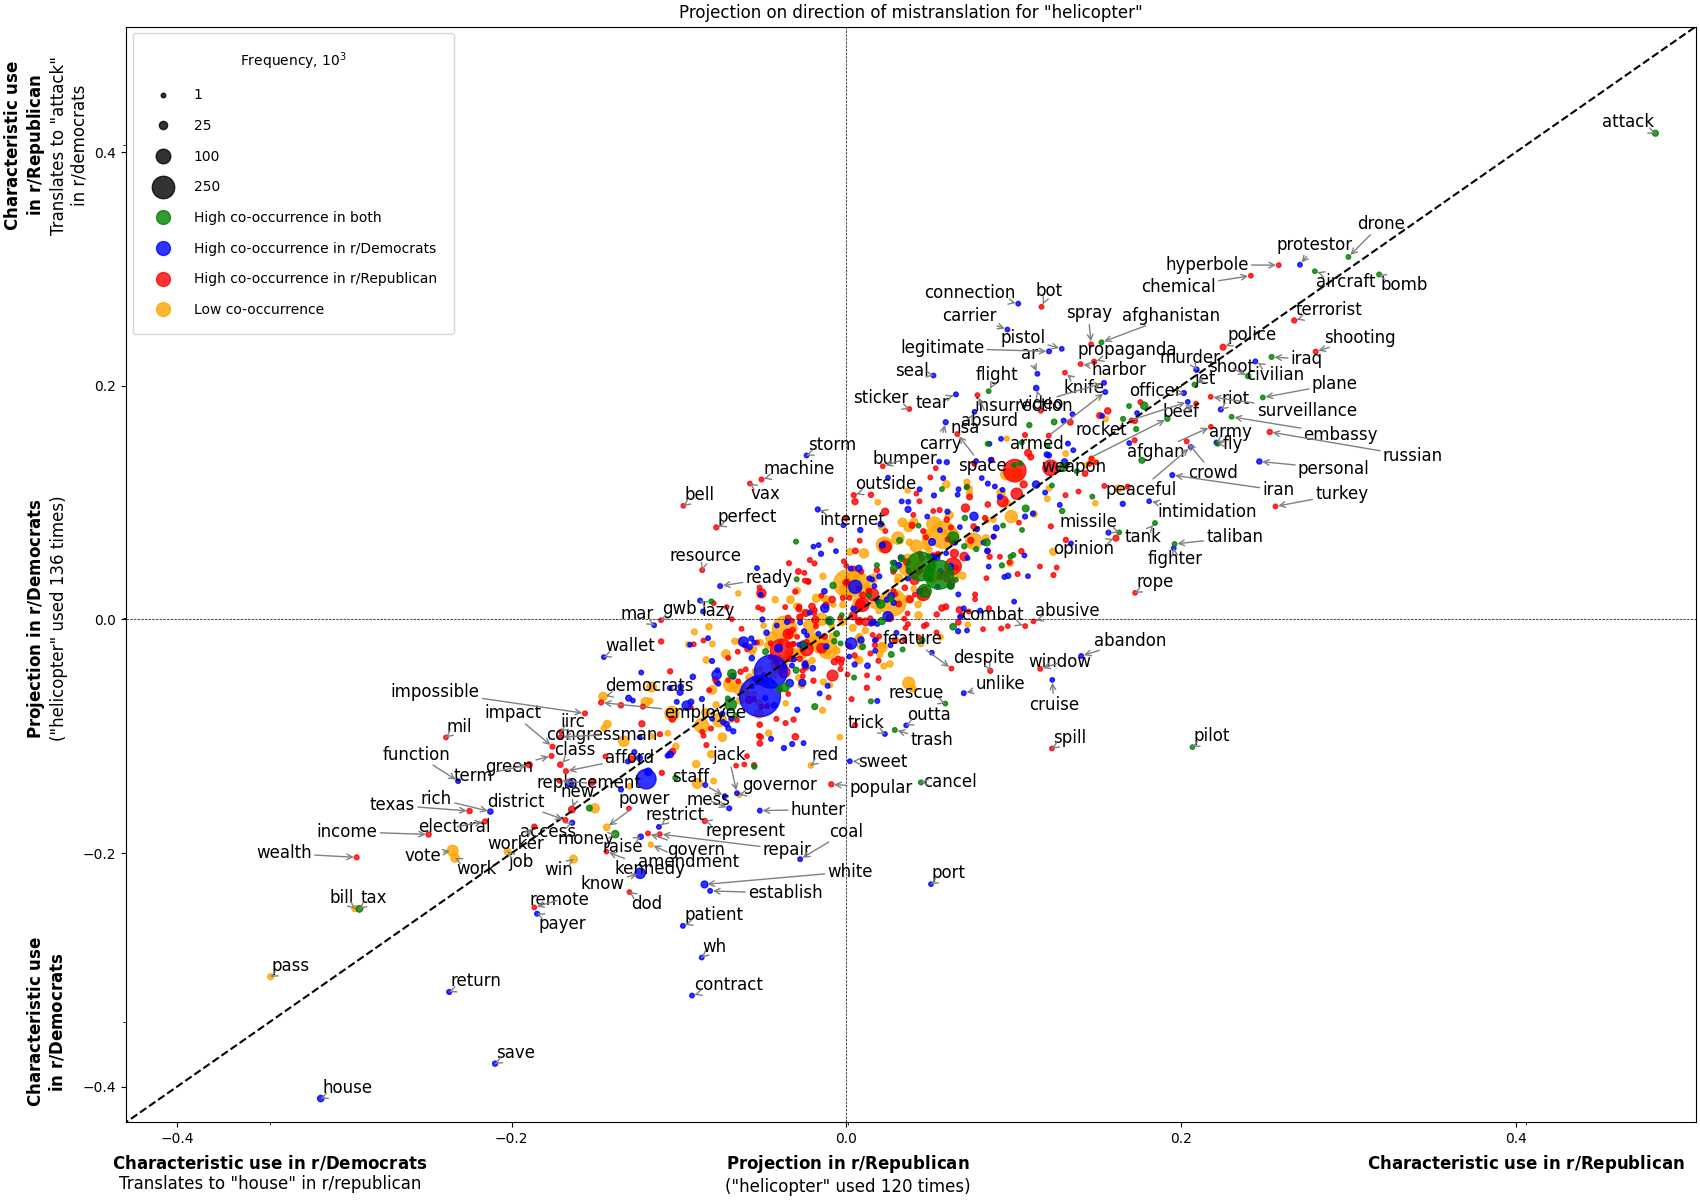 Projection on direction of mistranslation for "helicopter"
Characteristic use
in r/Republican
Translates to "attack"
in r/democrats
Projection in r/Democrats
("helicopter" used 136 times)
Characteristic use
in r/Democrats
Frequency, 10³
1
25
100
250
High co-occurrence in both
High co-occurrence in r/Democrats
High co-occurrence in r/Republican
Low co-occurrence
0.4
0.2
0.0
−0.2
−0.4
attack
drone
protestor
hyperbole
chemical
aircraft
bomb
connection
bot
carrier
spray
afghanistan
terrorist
pistol
police
shooting
legitimate
ar
propaganda
murder
iraq
seal
flight
harbor
shoot
civilian
jet
knife
officer
plane
sticker
tear
insurrection
video
riot
surveillance
absurd
beef
nsa
rocket
army
embassy
storm
carry
armed
afghan
fly
russian
machine
bumper
space
weapon
crowd
personal
bell
vax
outside
peaceful
iran
turkey
perfect
internet
intimidation
missile
tank
taliban
resource
opinion
fighter
ready
rope
mar
gwb
lazy
combat
abusive
wallet
feature
abandon
despite
window
impossible
democrats
rescue
unlike
cruise
impact
iirc
employee
trick
outta
mil
congressman
trash
spill
pilot
function
class
afford
jack
red
sweet
term
green
replacement
staff
governor
popular
cancel
rich
district
new
power
mess
hunter
texas
restrict
income
electoral
access
money
represent
coal
wealth
vote
worker
raise
govern
repair
work
job
win
amendment
kennedy
white
bill
tax
know
establish
remote
dod
payer
patient
pass
wh
return
contract
port
save
house
−0.4
−0.2
0.0
0.2
0.4
Characteristic use in r/Democrats
Translates to "house" in r/republican
Projection in r/Republican
("helicopter" used 120 times)
Characteristic use in r/Republican